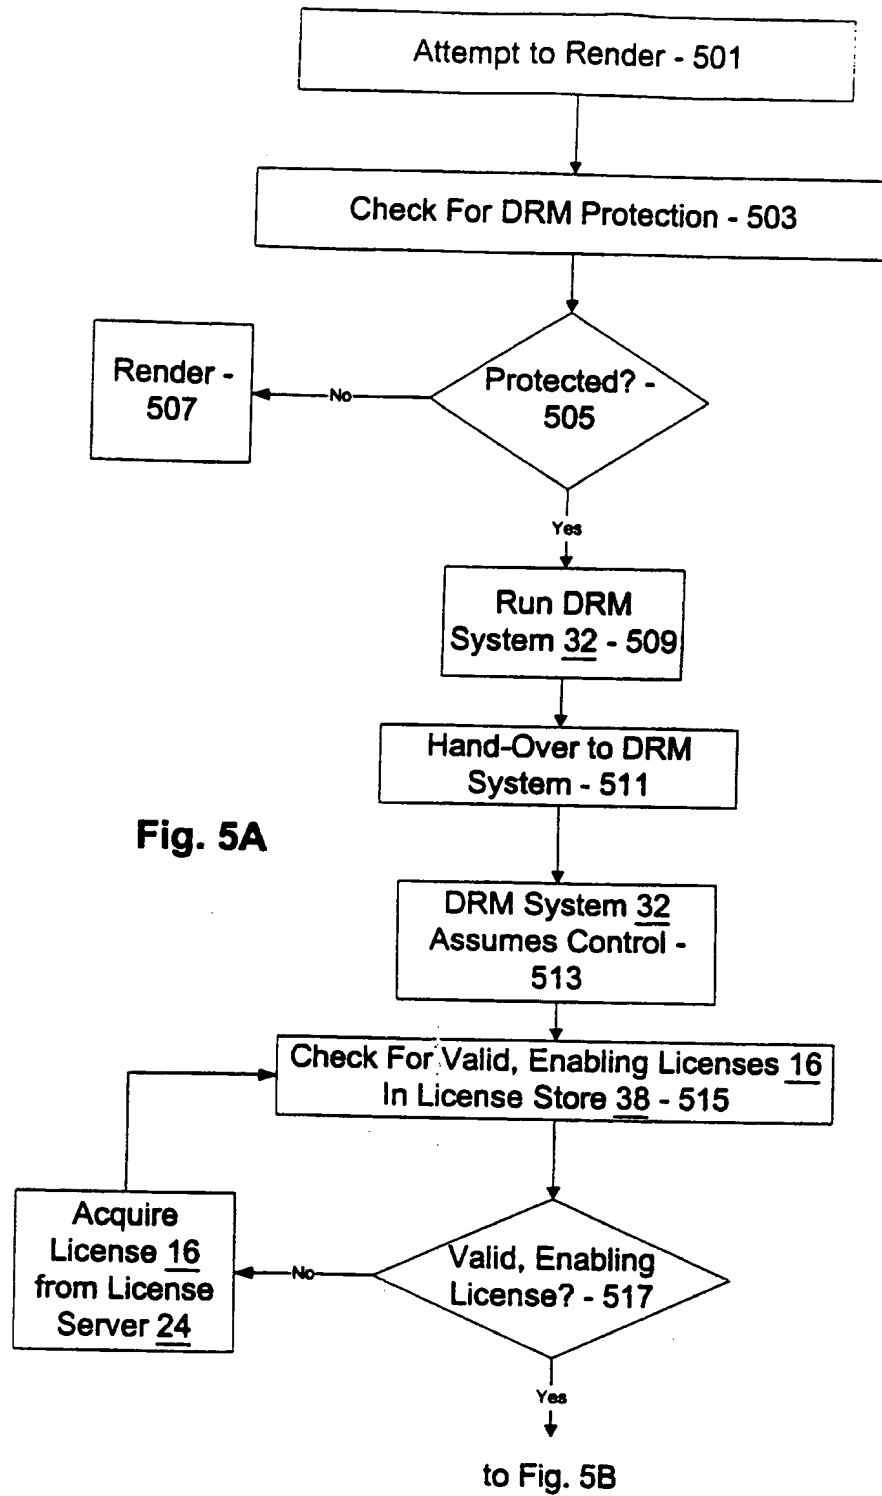 Attempt to Render - 501
Check For DRM Protection - 503
Protected? -
505
No
Render -
507
Yes
Run DRM
System 32 - 509
Hand-Over to DRM
System - 511
Fig. 5A
DRM System 32
Assumes Control -
513
Check For Valid, Enabling Licenses 16
In License Store 38 - 515
Valid, Enabling
License? - 517
No
Acquire
License 16
from License
Server 24
Yes
to Fig. 5B